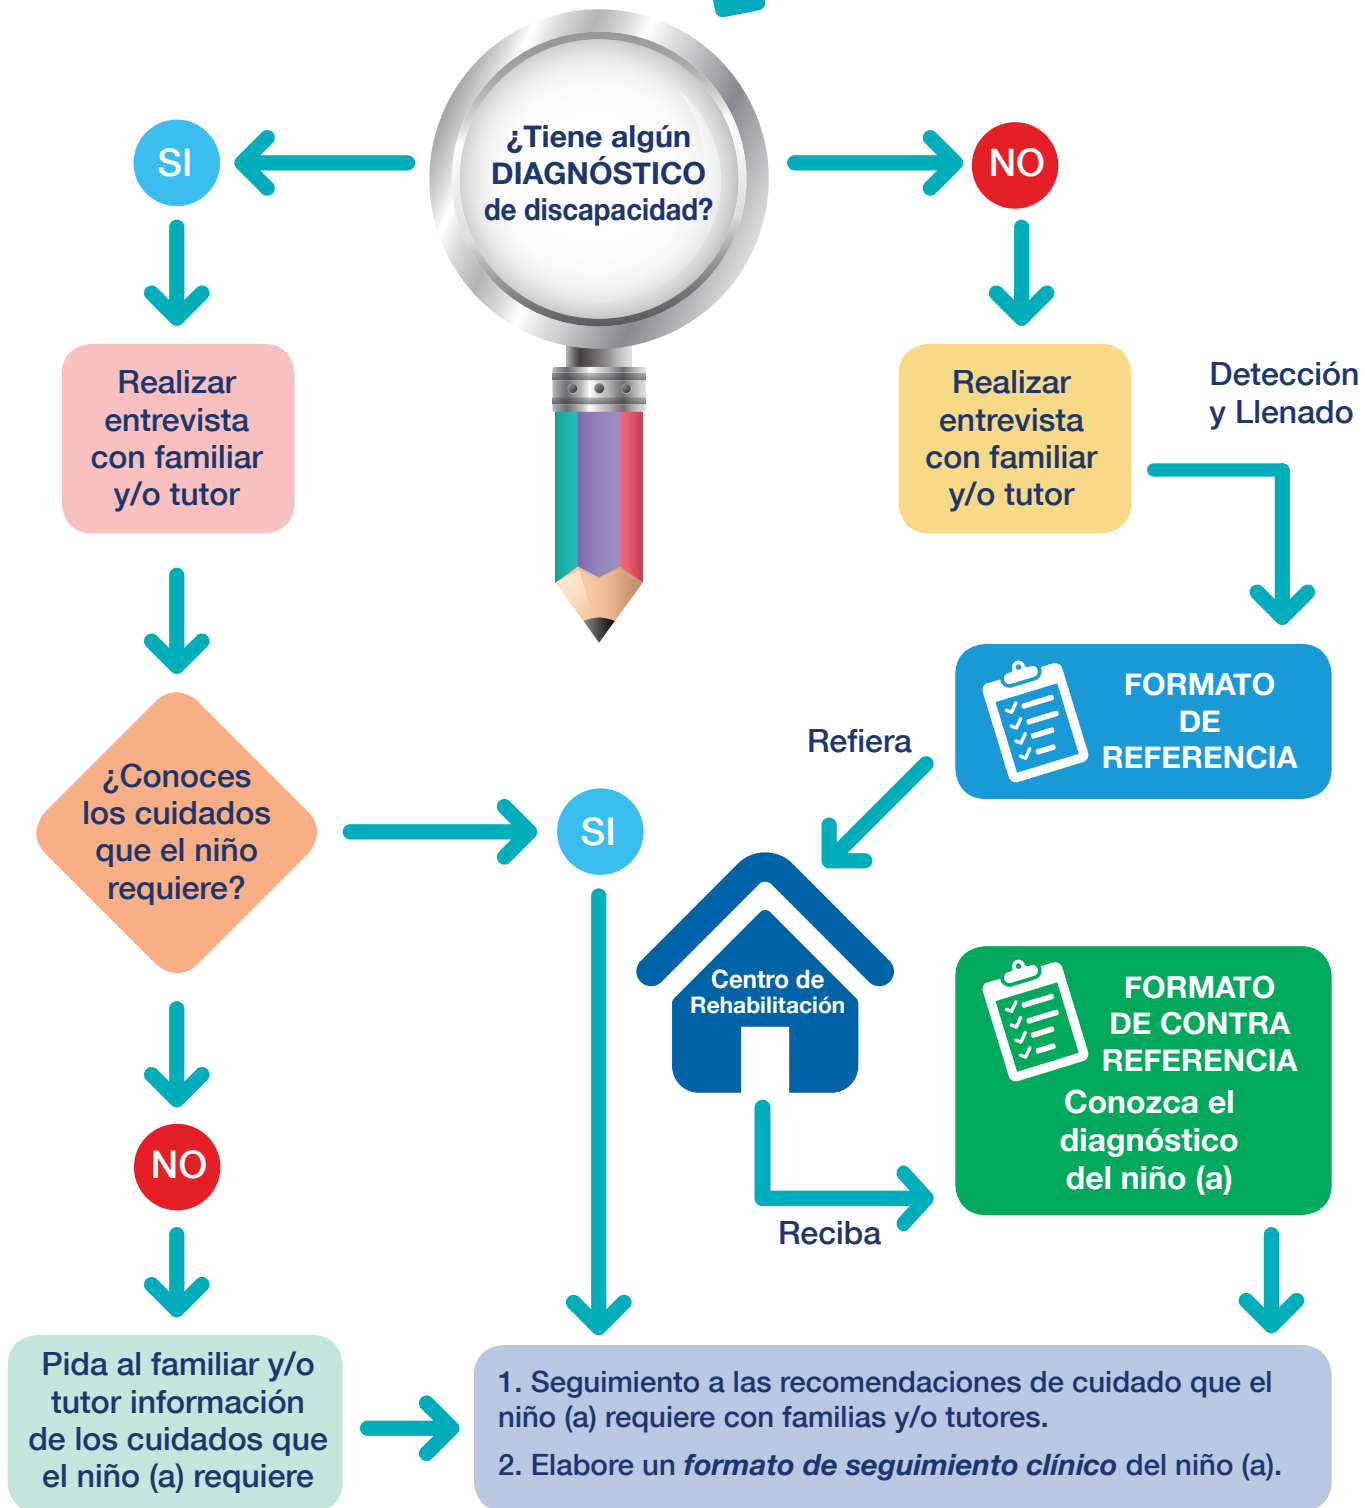 ¿Tiene algún
DIAGNÓSTICO
de discapacidad?
SI
NO
Realizar
entrevista
con familiar
y/o tutor
Realizar
entrevista
con familiar
y/o tutor
Detección
y Llenado
FORMATO
DE
REFERENCIA
Refiera
¿Conoces
los cuidados
que el niño
requiere?
SI
Centro de
Rehabilitación
FORMATO
DE CONTRA
REFERENCIA
Conozca el
diagnóstico
del niño (a)
NO
Reciba
Pida al familiar y/o
tutor información
de los cuidados que
el niño (a) requiere
1. Seguimiento a las recomendaciones de cuidado que el
niño (a) requiere con familias y/o tutores.
2. Elabore un formato de seguimiento clínico del niño (a).